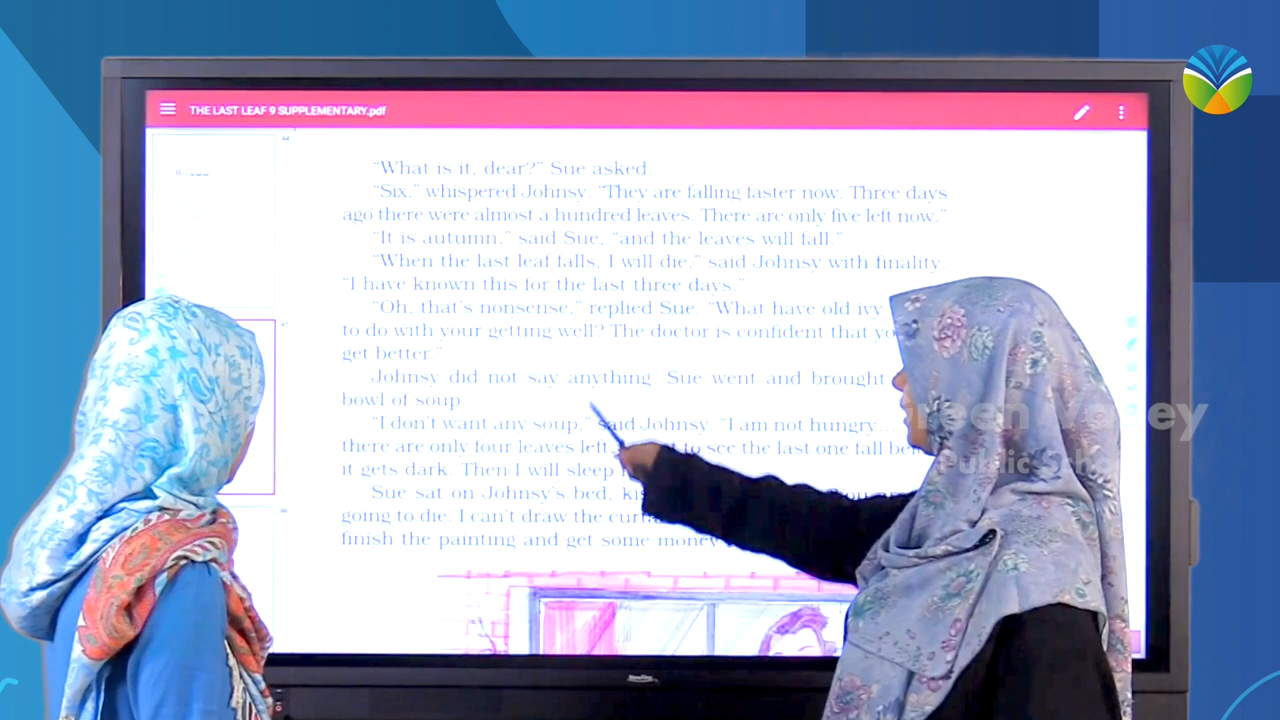 THE LAST LEAF 9 SUPPLEMENTARY.pdf
"What is it, dear?" Sue asked.
"Six," whispered Johnsy. "They are falling faster now. Three days
ago there were almost a hundred leaves. There are only five left now."
"It is autumn," said Sue, "and the leaves will fall."
"When the last leaf falls, I will die," said Johnsy with finality.
"I have known this for the last three days."
"Oh, that's nonsense," replied Sue. "What have old ivy
to do with your getting well? The doctor is confident that
get better."
Johnsy did not say anything. Sue went and brought
bowl of soup.
"I don't want any soup," said Johnsy. "I am not hungry...
there are only four leaves left. to see the last one fall
it gets dark. Then I will sleep
Sue sat on Johnsy's bed,
going to die. I can't draw the
finish the painting and get some money
Public